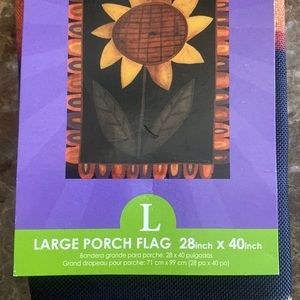 L
LARGE PORCH FLAG 28inch X 40inch
Bandera grande para porche: 28 x 40 pulgadas
Grand drapeau pour porche: 71 cm x 99 cm (28 po x 40 po)